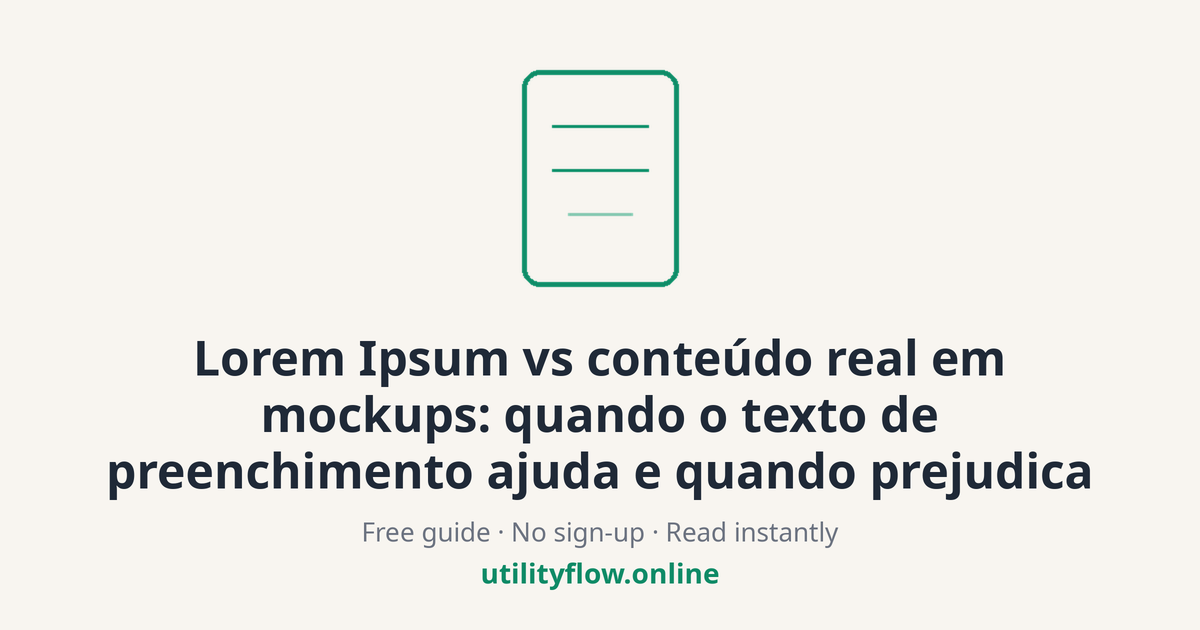 Lorem Ipsum vs conteúdo real em
mockups: quando o texto de
preenchimento ajuda e quando prejudica
Free guide · No sign-up · Read instantly
utilityflow.online